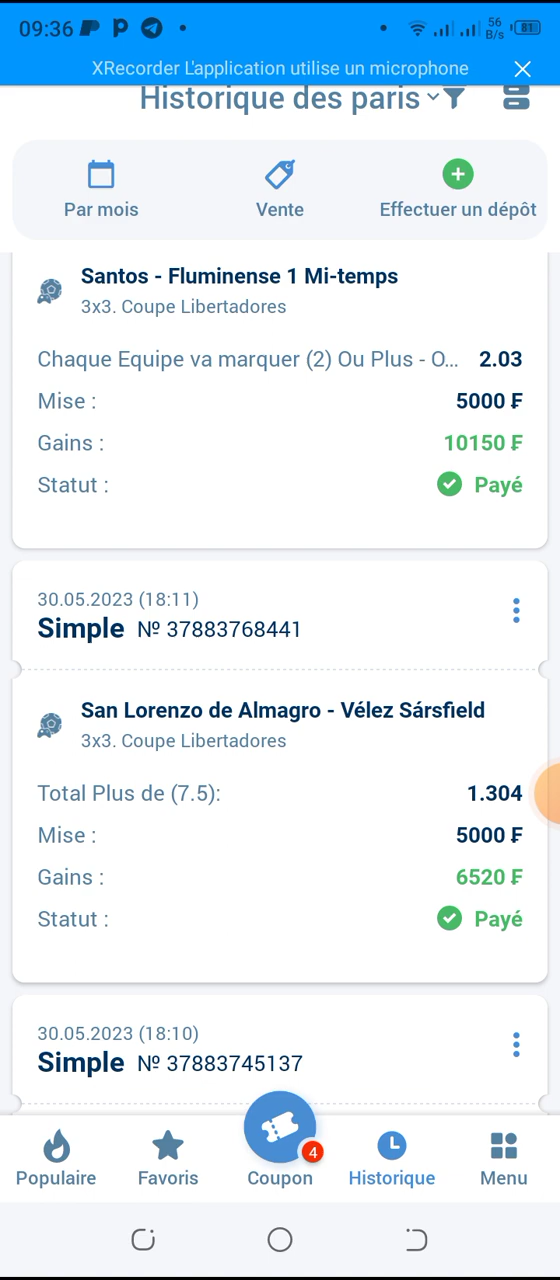 09:36
56
B/s
81
XRecorder L'application utilise un microphone
Historique des paris
Par mois
Vente
Effectuer un dépôt
Santos - Fluminense 1 Mi-temps
3x3. Coupe Libertadores
Chaque Equipe va marquer (2) Ou Plus - O... 2.03
Mise : 5000 ₣
Gains : 10150 ₣
Statut : Payé
30.05.2023 (18:11)
Simple № 37883768441
San Lorenzo de Almagro - Vélez Sársfield
3x3. Coupe Libertadores
Total Plus de (7.5): 1.304
Mise : 5000 ₣
Gains : 6520 ₣
Statut : Payé
30.05.2023 (18:10)
Simple № 37883745137
4
Populaire
Favoris
Coupon
Historique
Menu